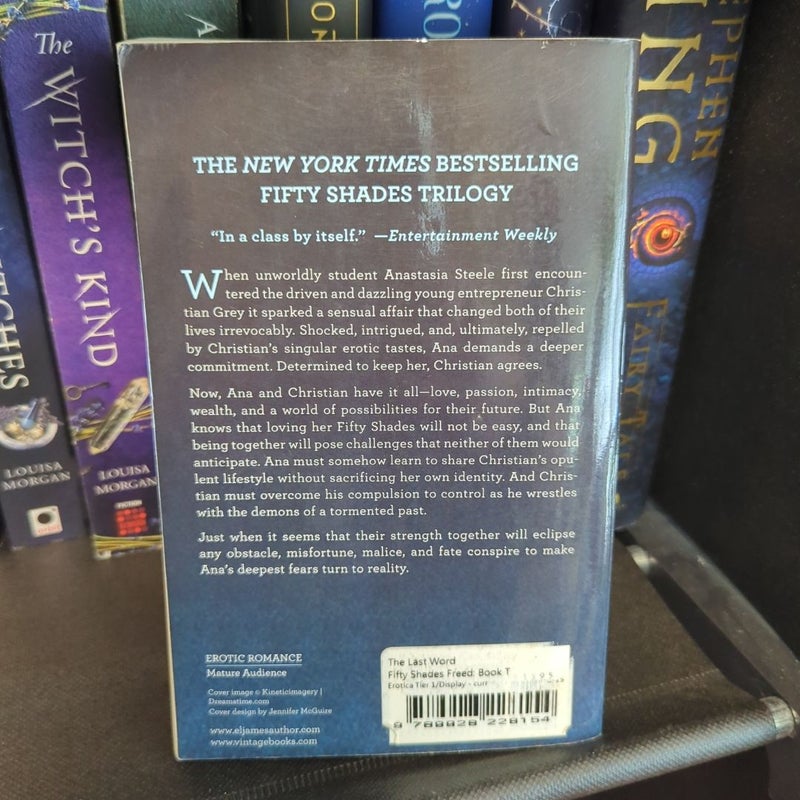 The
WITCH'S KIND
LOUISA
MORGAN
FICTION
LOUISA
MORGAN
THE NEW YORK TIMES BESTSELLING
FIFTY SHADES TRILOGY
“In a class by itself.” —Entertainment Weekly
When unworldly student Anastasia Steele first encoun-
tered the driven and dazzling young entrepreneur Chris-
tian Grey it sparked a sensual affair that changed both of their
lives irrevocably. Shocked, intrigued, and, ultimately, repelled
by Christian's singular erotic tastes, Ana demands a deeper
commitment. Determined to keep her, Christian agrees.
Now, Ana and Christian have it all—love, passion, intimacy,
wealth, and a world of possibilities for their future. But Ana
knows that loving her Fifty Shades will not be easy, and that
being together will pose challenges that neither of them would
anticipate. Ana must somehow learn to share Christian's opu-
lent lifestyle without sacrificing her own identity. And Chris-
tian must overcome his compulsion to control as he wrestles
with the demons of a tormented past.
Just when it seems that their strength together will eclipse
any obstacle, misfortune, malice, and fate conspire to make
Ana's deepest fears turn to reality.
EROTIC ROMANCE
Mature Audience
Cover image © Kineticimagery |
Dreamstime.com
Cover design by Jennifer McGuire
www.eljamesauthor.com
www.vintagebooks.com
The Last Word
Fifty Shades Freed: Book T
Erotica Tier 1/Display - curr
FAIRY